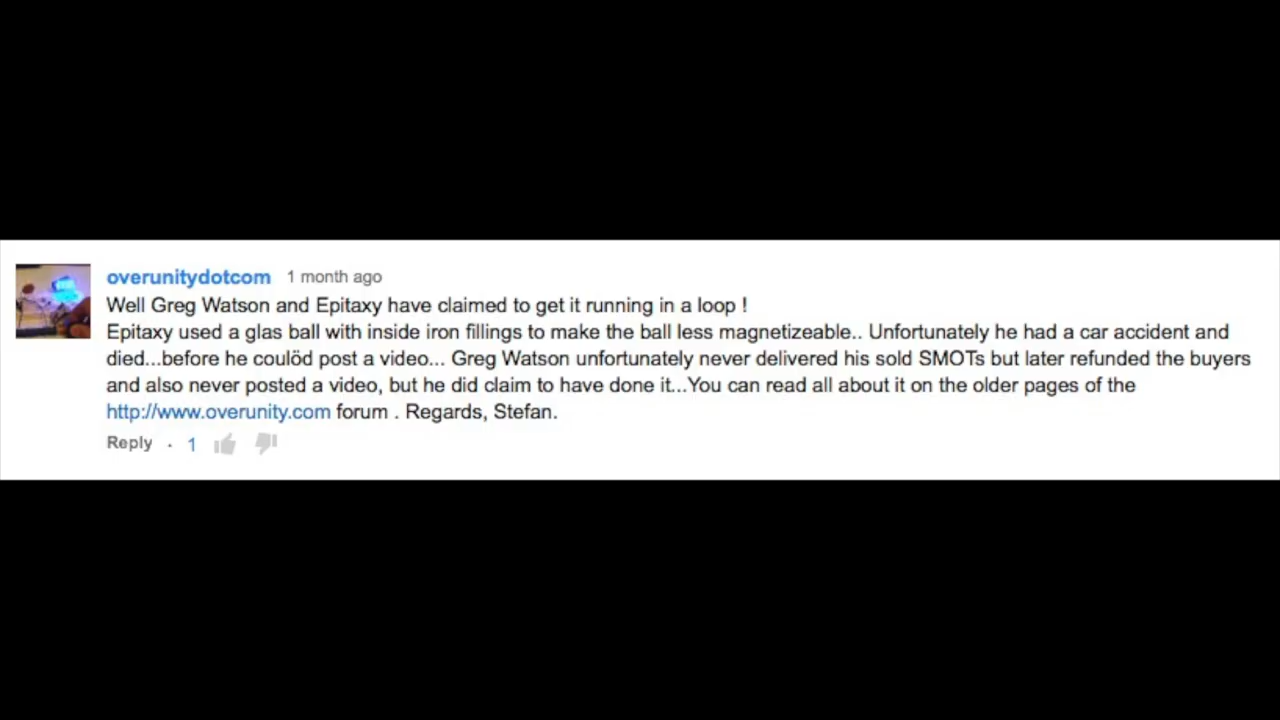 overunitydotcom 1 month ago
Well Greg Watson and Epitaxy have claimed to get it running in a loop !
Epitaxy used a glas ball with inside iron fillings to make the ball less magnetizeable.. Unfortunately he had a car accident and
died...before he coulöd post a video... Greg Watson unfortunately never delivered his sold SMOTs but later refunded the buyers
and also never posted a video, but he did claim to have done it...You can read all about it on the older pages of the
http://www.overunity.com forum . Regards, Stefan.
Reply · 1